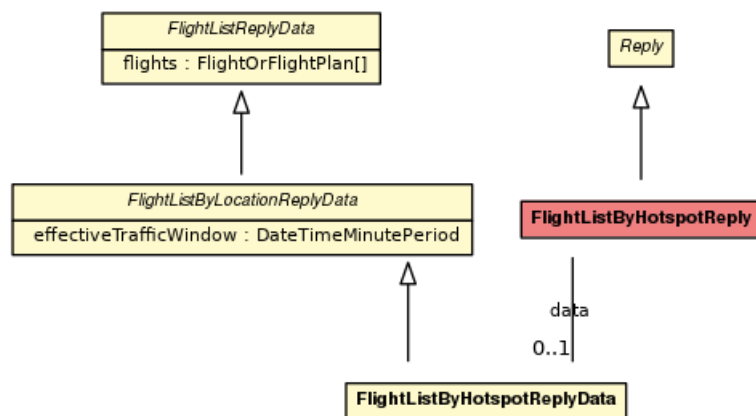 FlightListReplyData
flights : FlightOrFlightPlan[]
Reply
FlightListByLocationReplyData
effectiveTrafficWindow : DateTimeMinutePeriod
FlightListByHotspotReply
data
0..1
FlightListByHotspotReplyData